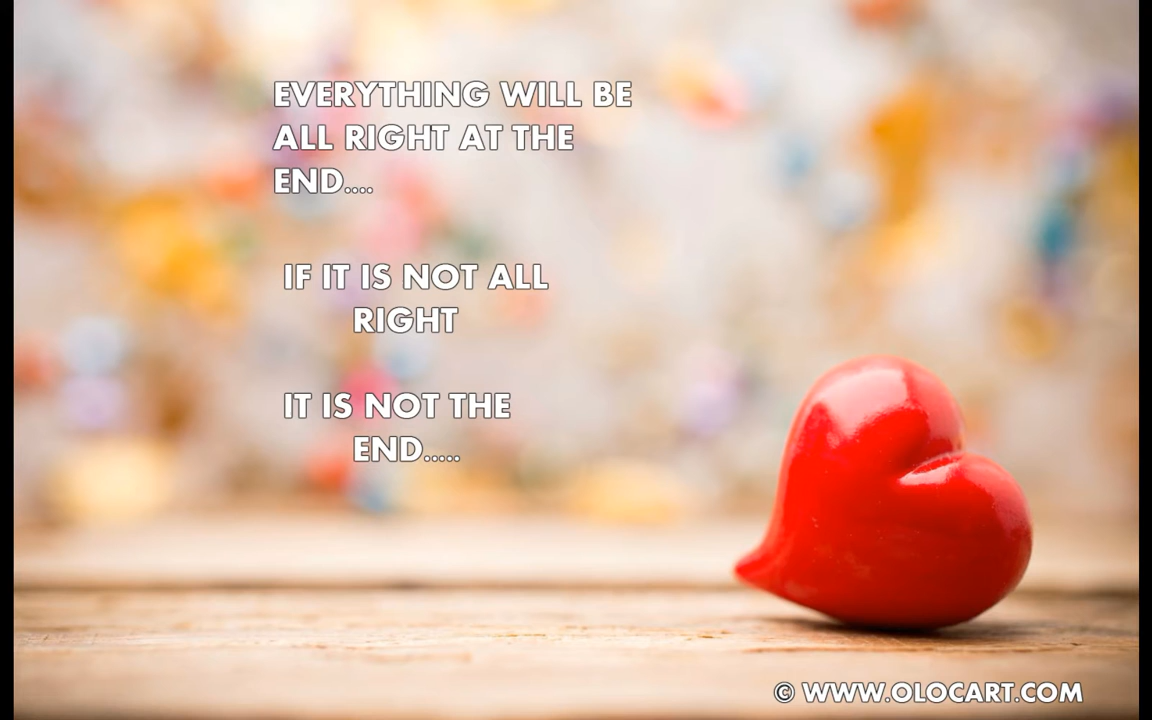 EVERYTHING WILL BE
ALL RIGHT AT THE
END....
IF IT IS NOT ALL
RIGHT
IT IS NOT THE
END.....
© WWW.OLOCART.COM